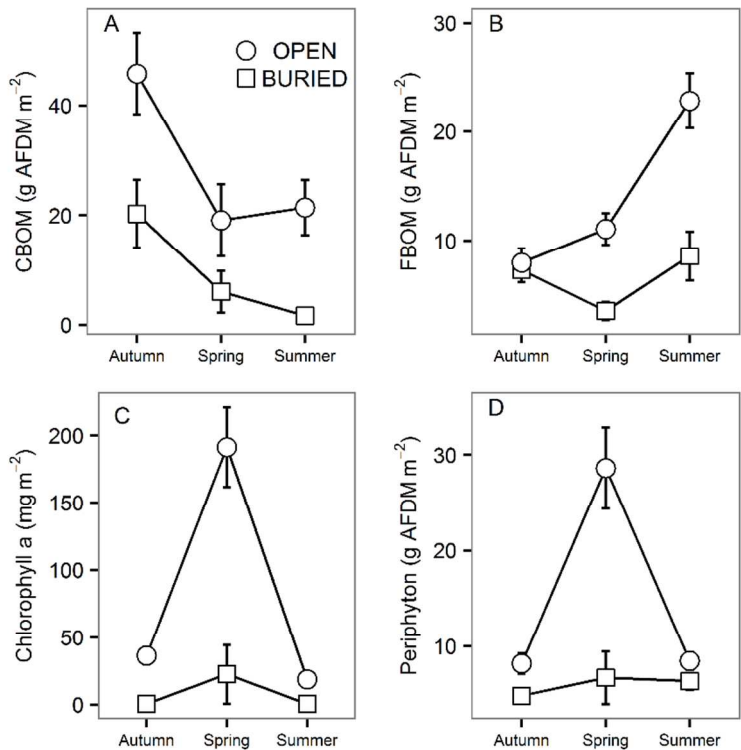 A
OPEN
BURIED
CBOM (g AFDM m⁻²)
40
20
0
Autumn Spring Summer
B
FBOM (g AFDM m⁻²)
30
20
10
Autumn Spring Summer
C
Chlorophyll a (mg m⁻²)
200
150
100
50
0
Autumn Spring Summer
D
Periphyton (g AFDM m⁻²)
30
20
10
Autumn Spring Summer